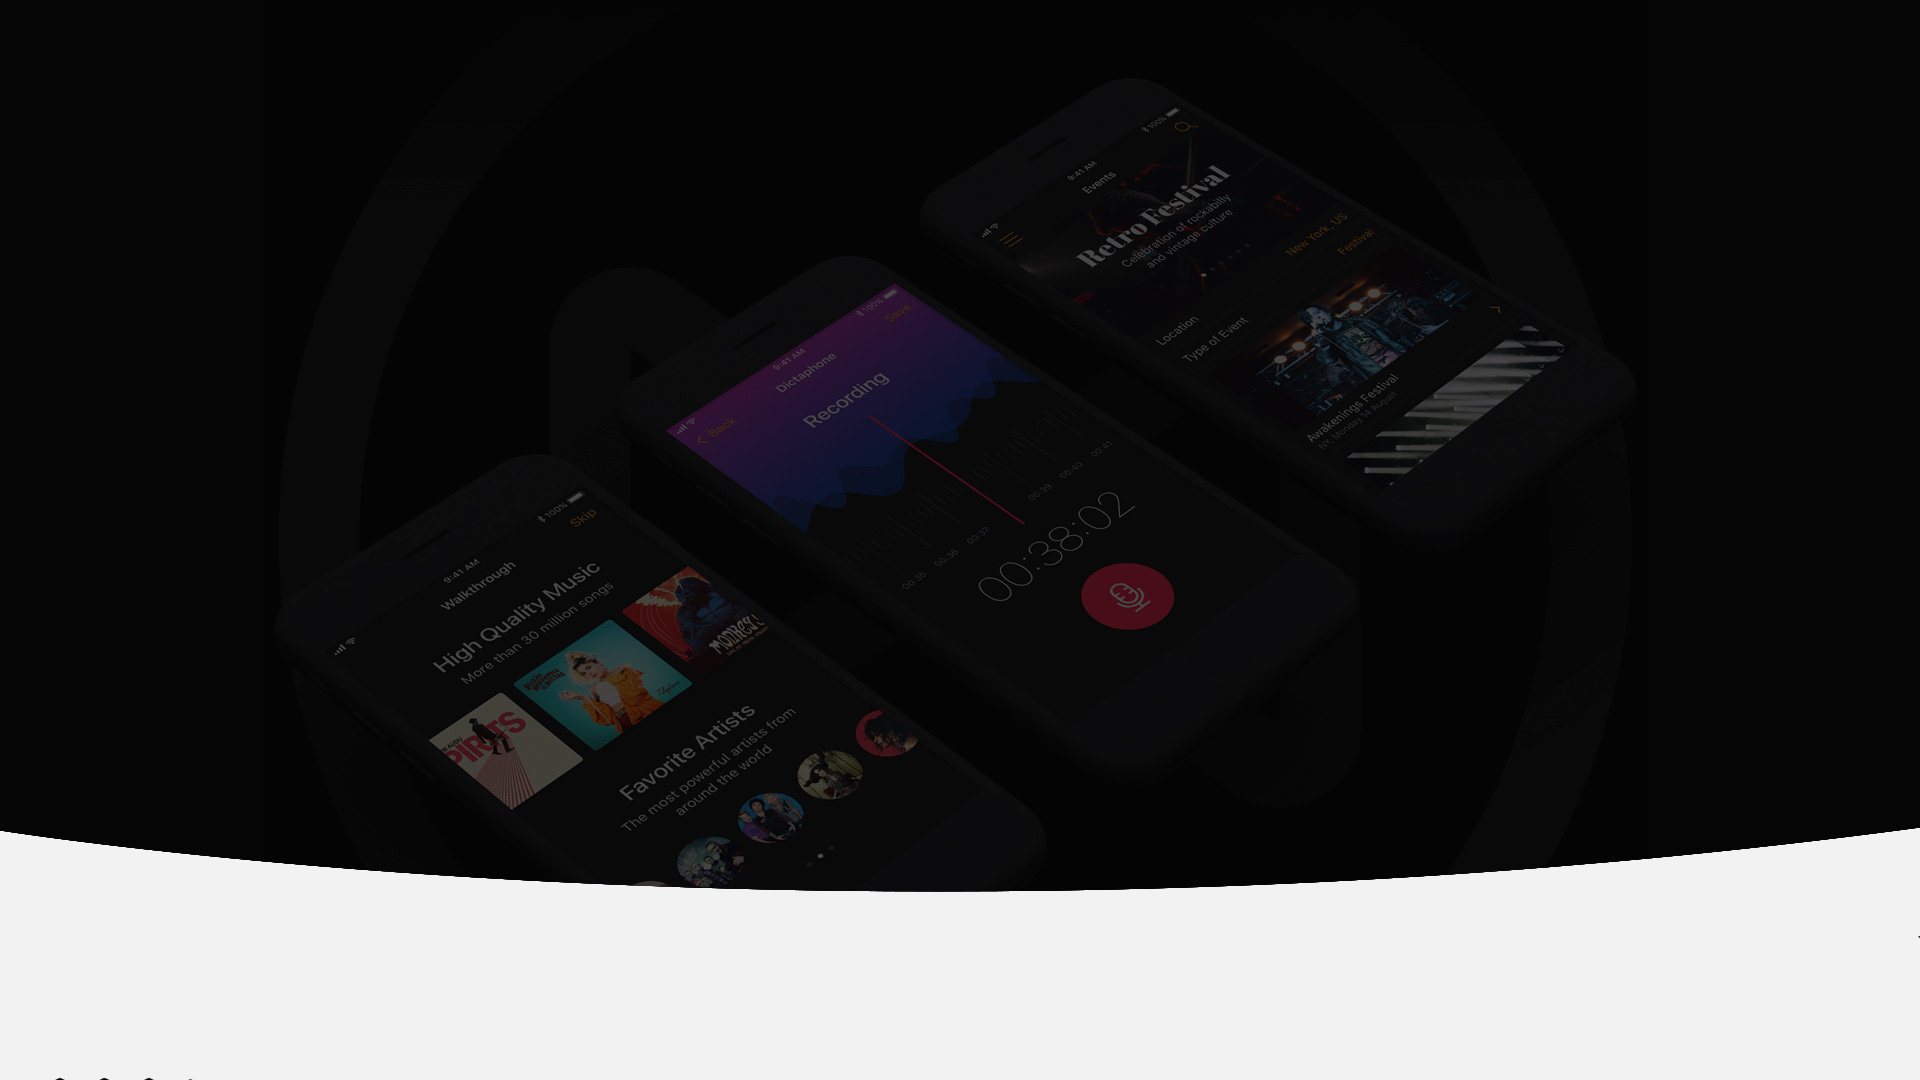 100%
9:41 AM
Events
Retro Festival
Celebration of rockabilly
and vintage culture
Location
New York, US
Type of Event
Festival
Awakenings Festival
NY, Monday 14 August
100%
9:41 AM
Back
Dictaphone
Save
Recording
00:35
00:36
00:37
00:39
00:40
00:41
00:38:02
100%
9:41 AM
Walkthrough
Skip
High Quality Music
More than 30 million songs
PIRITS
MODKEY!
Favorite Artists
The most powerful artists from
around the world